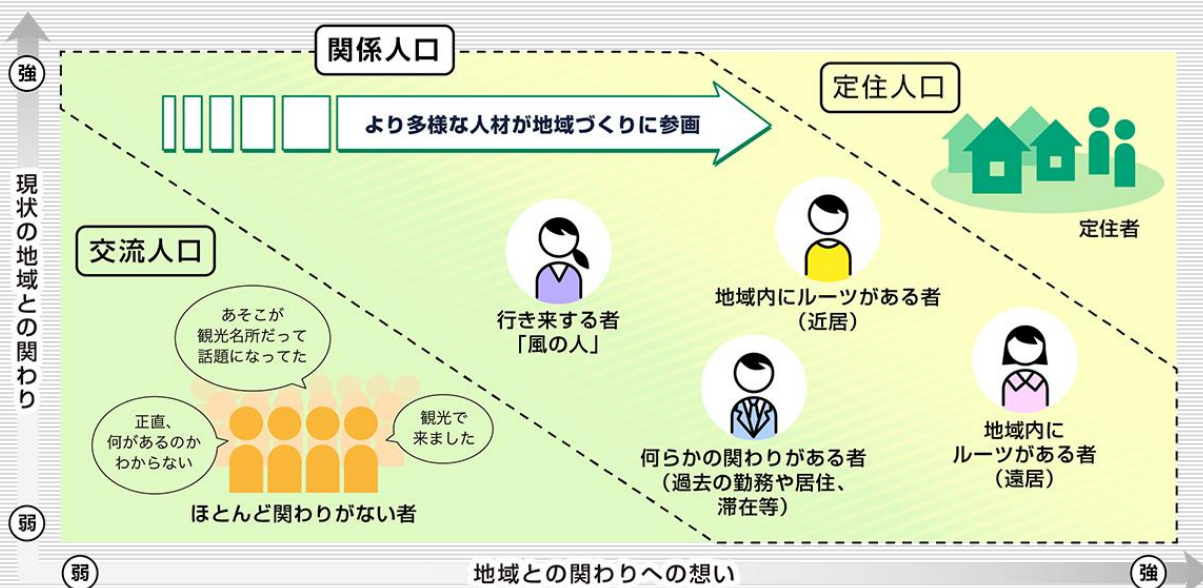 関係人口
強
定住人口
より多様な人材が地域づくりに参画
現状の地域との関わり
定住者
交流人口
あそこが
観光名所だって
話題になってた
正直、
何があるのか
わからない
観光で
来ました
ほとんど関わりがない者
行き来する者
「風の人」
地域内にルーツがある者
（近居）
何らかの関わりがある者
（過去の勤務や居住、
滞在等）
地域内に
ルーツがある者
（遠居）
弱
弱
地域との関わりへの想い
強